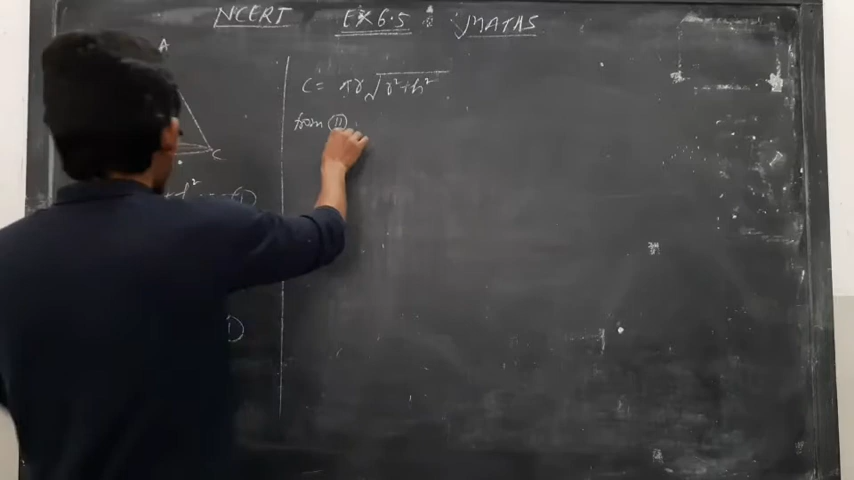 NCERT EX 6.5 MATHS
A
C
C = πr√r²+h²
from (II)